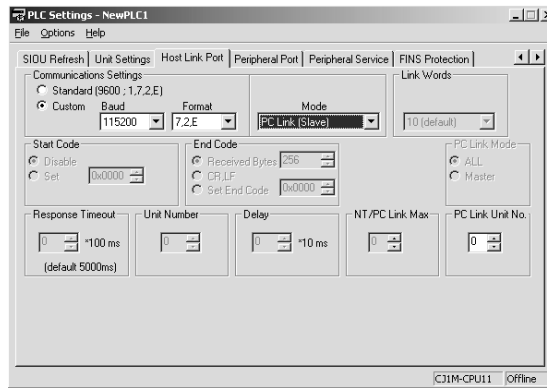 PLC Settings - NewPLC1
File Options Help
SIOU Refresh Unit Settings Host Link Port Peripheral Port Peripheral Service FINS Protection
Communications Settings
Standard (9600 ; 1,7,2,E)
Custom Baud Format Mode
115200 7,2,E PC Link (Slave)
Link Words
10 (default)
Start Code
Disable
Set 0x0000
End Code
Received Bytes 256
CR,LF
Set End Code 0x0000
PC Link Mode
ALL
Master
Response Timeout
0 *100 ms
(default 5000ms)
Unit Number
0
Delay
0 *10 ms
NT/PC Link Max
0
PC Link Unit No.
0
CJ1M-CPU11 Offline